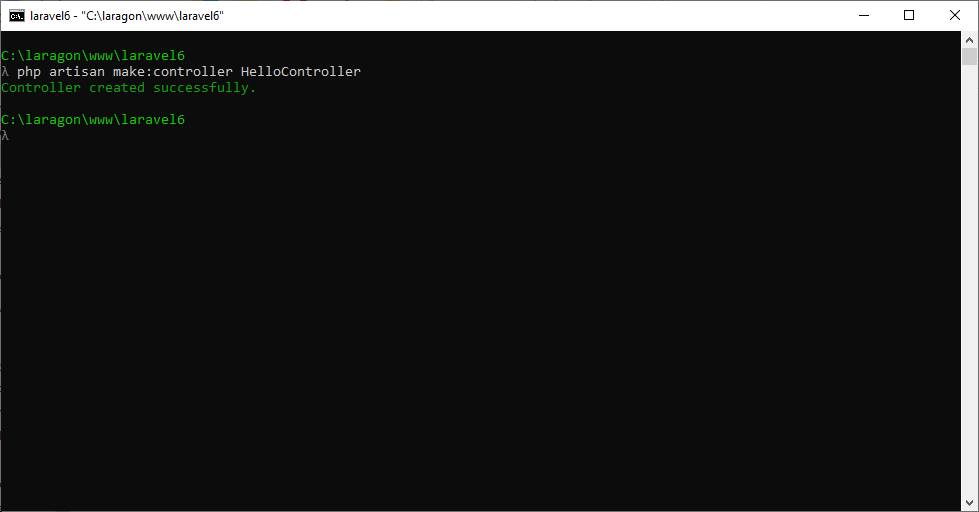 laravel6 - "C:\laragon\www\laravel6"
C:\laragon\www\laravel6
λ php artisan make:controller HelloController
Controller created successfully.
C:\laragon\www\laravel6
λ